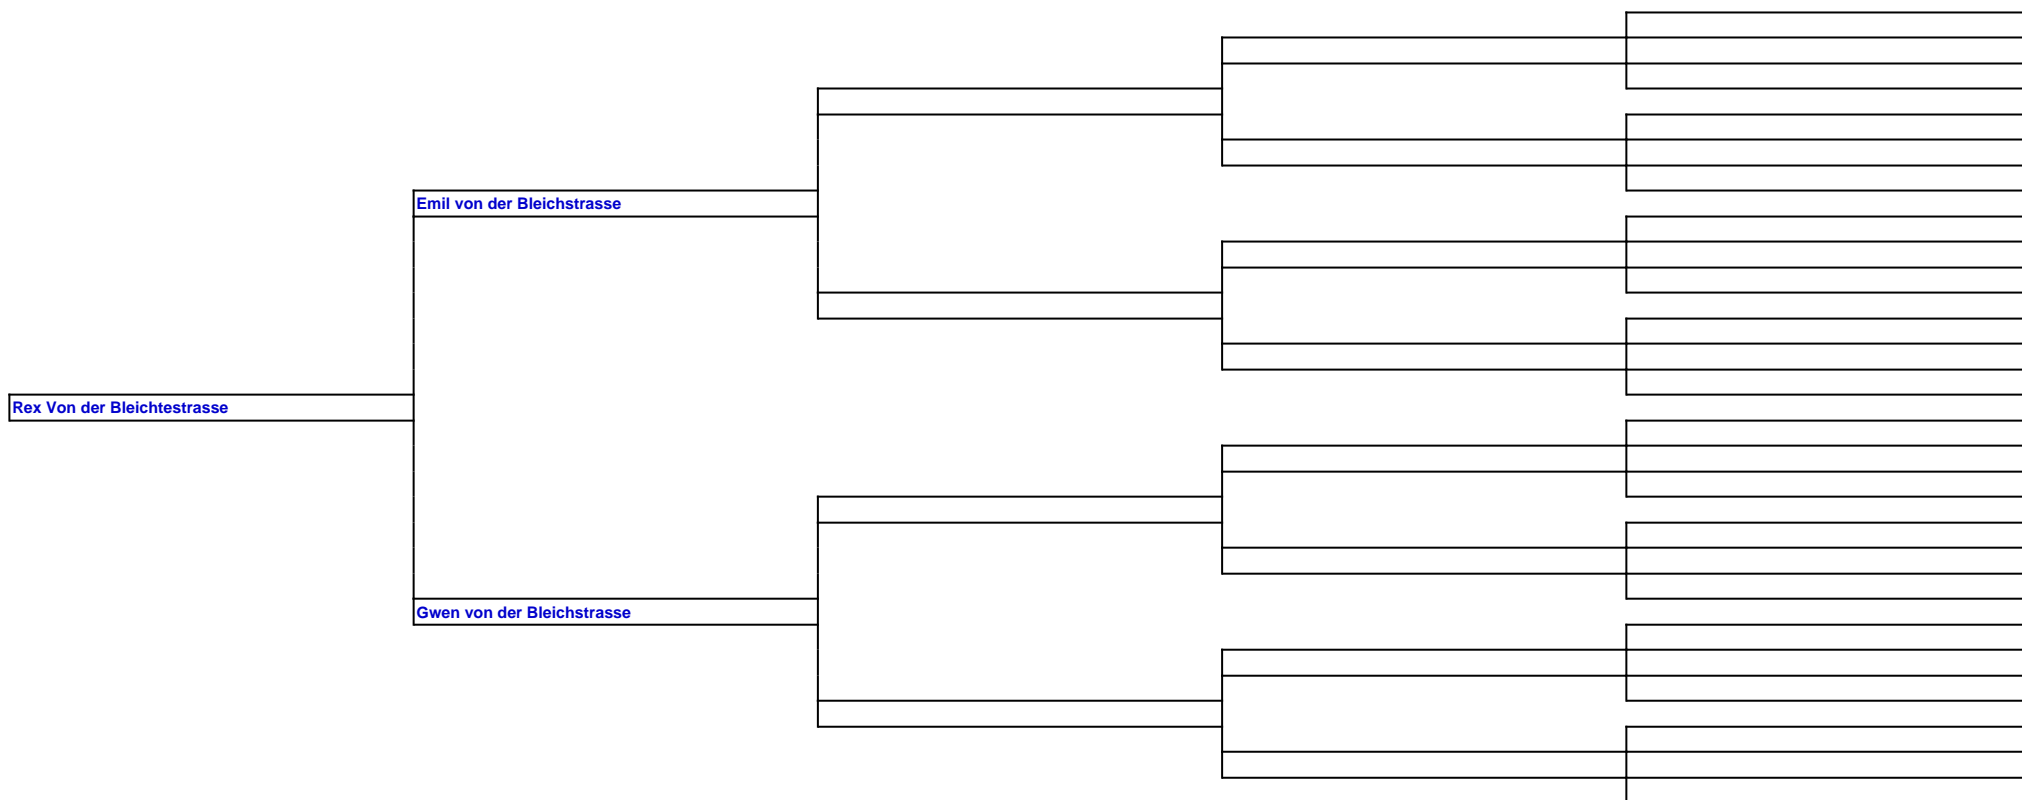 Emil von der Bleichstrasse
Rex Von der Bleichtestrasse
Gwen von der Bleichstrasse